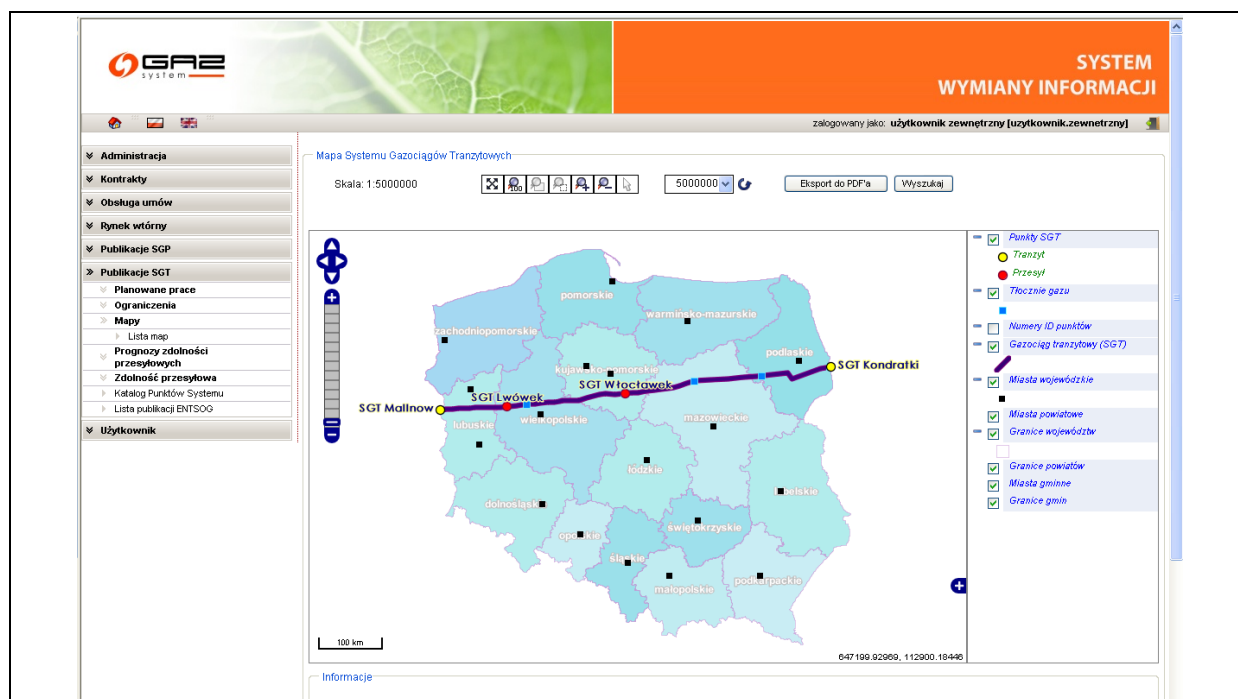 GAZ
system
SYSTEM
WYMIANY INFORMACJI
zalogowany jako: użytkownik zewnętrzny [uzytkownik.zewnetrzny]
Administracja
Kontrakty
Obsługa umów
Rynek wtórny
Publikacje SGP
Publikacje SGT
Planowane prace
Ograniczenia
Mapy
Lista map
Prognozy zdolności
przesyłowych
Zdolność przesyłowa
Katalog Punktów Systemu
Lista publikacji ENTSOG
Użytkownik
Mapa Systemu Gazociągów Tranzytowych
Skala: 1:5000000
100
5000000
Eksport do PDF'a
Wyszukaj
pomorskie
warmińsko-mazurskie
zachodniopomorskie
podlaskie
kujawsko-pomorskie
SGT Kondratki
SGT Włocławek
SGT Lwówek
SGT Mallnow
mazowieckie
wielkopolskie
lubuskie
łódzkie
lubelskie
dolnośląskie
świętokrzyskie
opolskie
śląskie
podkarpackie
małopolskie
100 km
647199.92969, 112900.18446
Punkty SGT
Tranzyt
Przesył
Tłocznie gazu
Numery ID punktów
Gazociąg tranzytowy (SGT)
Miasta wojewódzkie
Miasta powiatowe
Granice województw
Granice powiatów
Miasta gminne
Granice gmin
Informacje